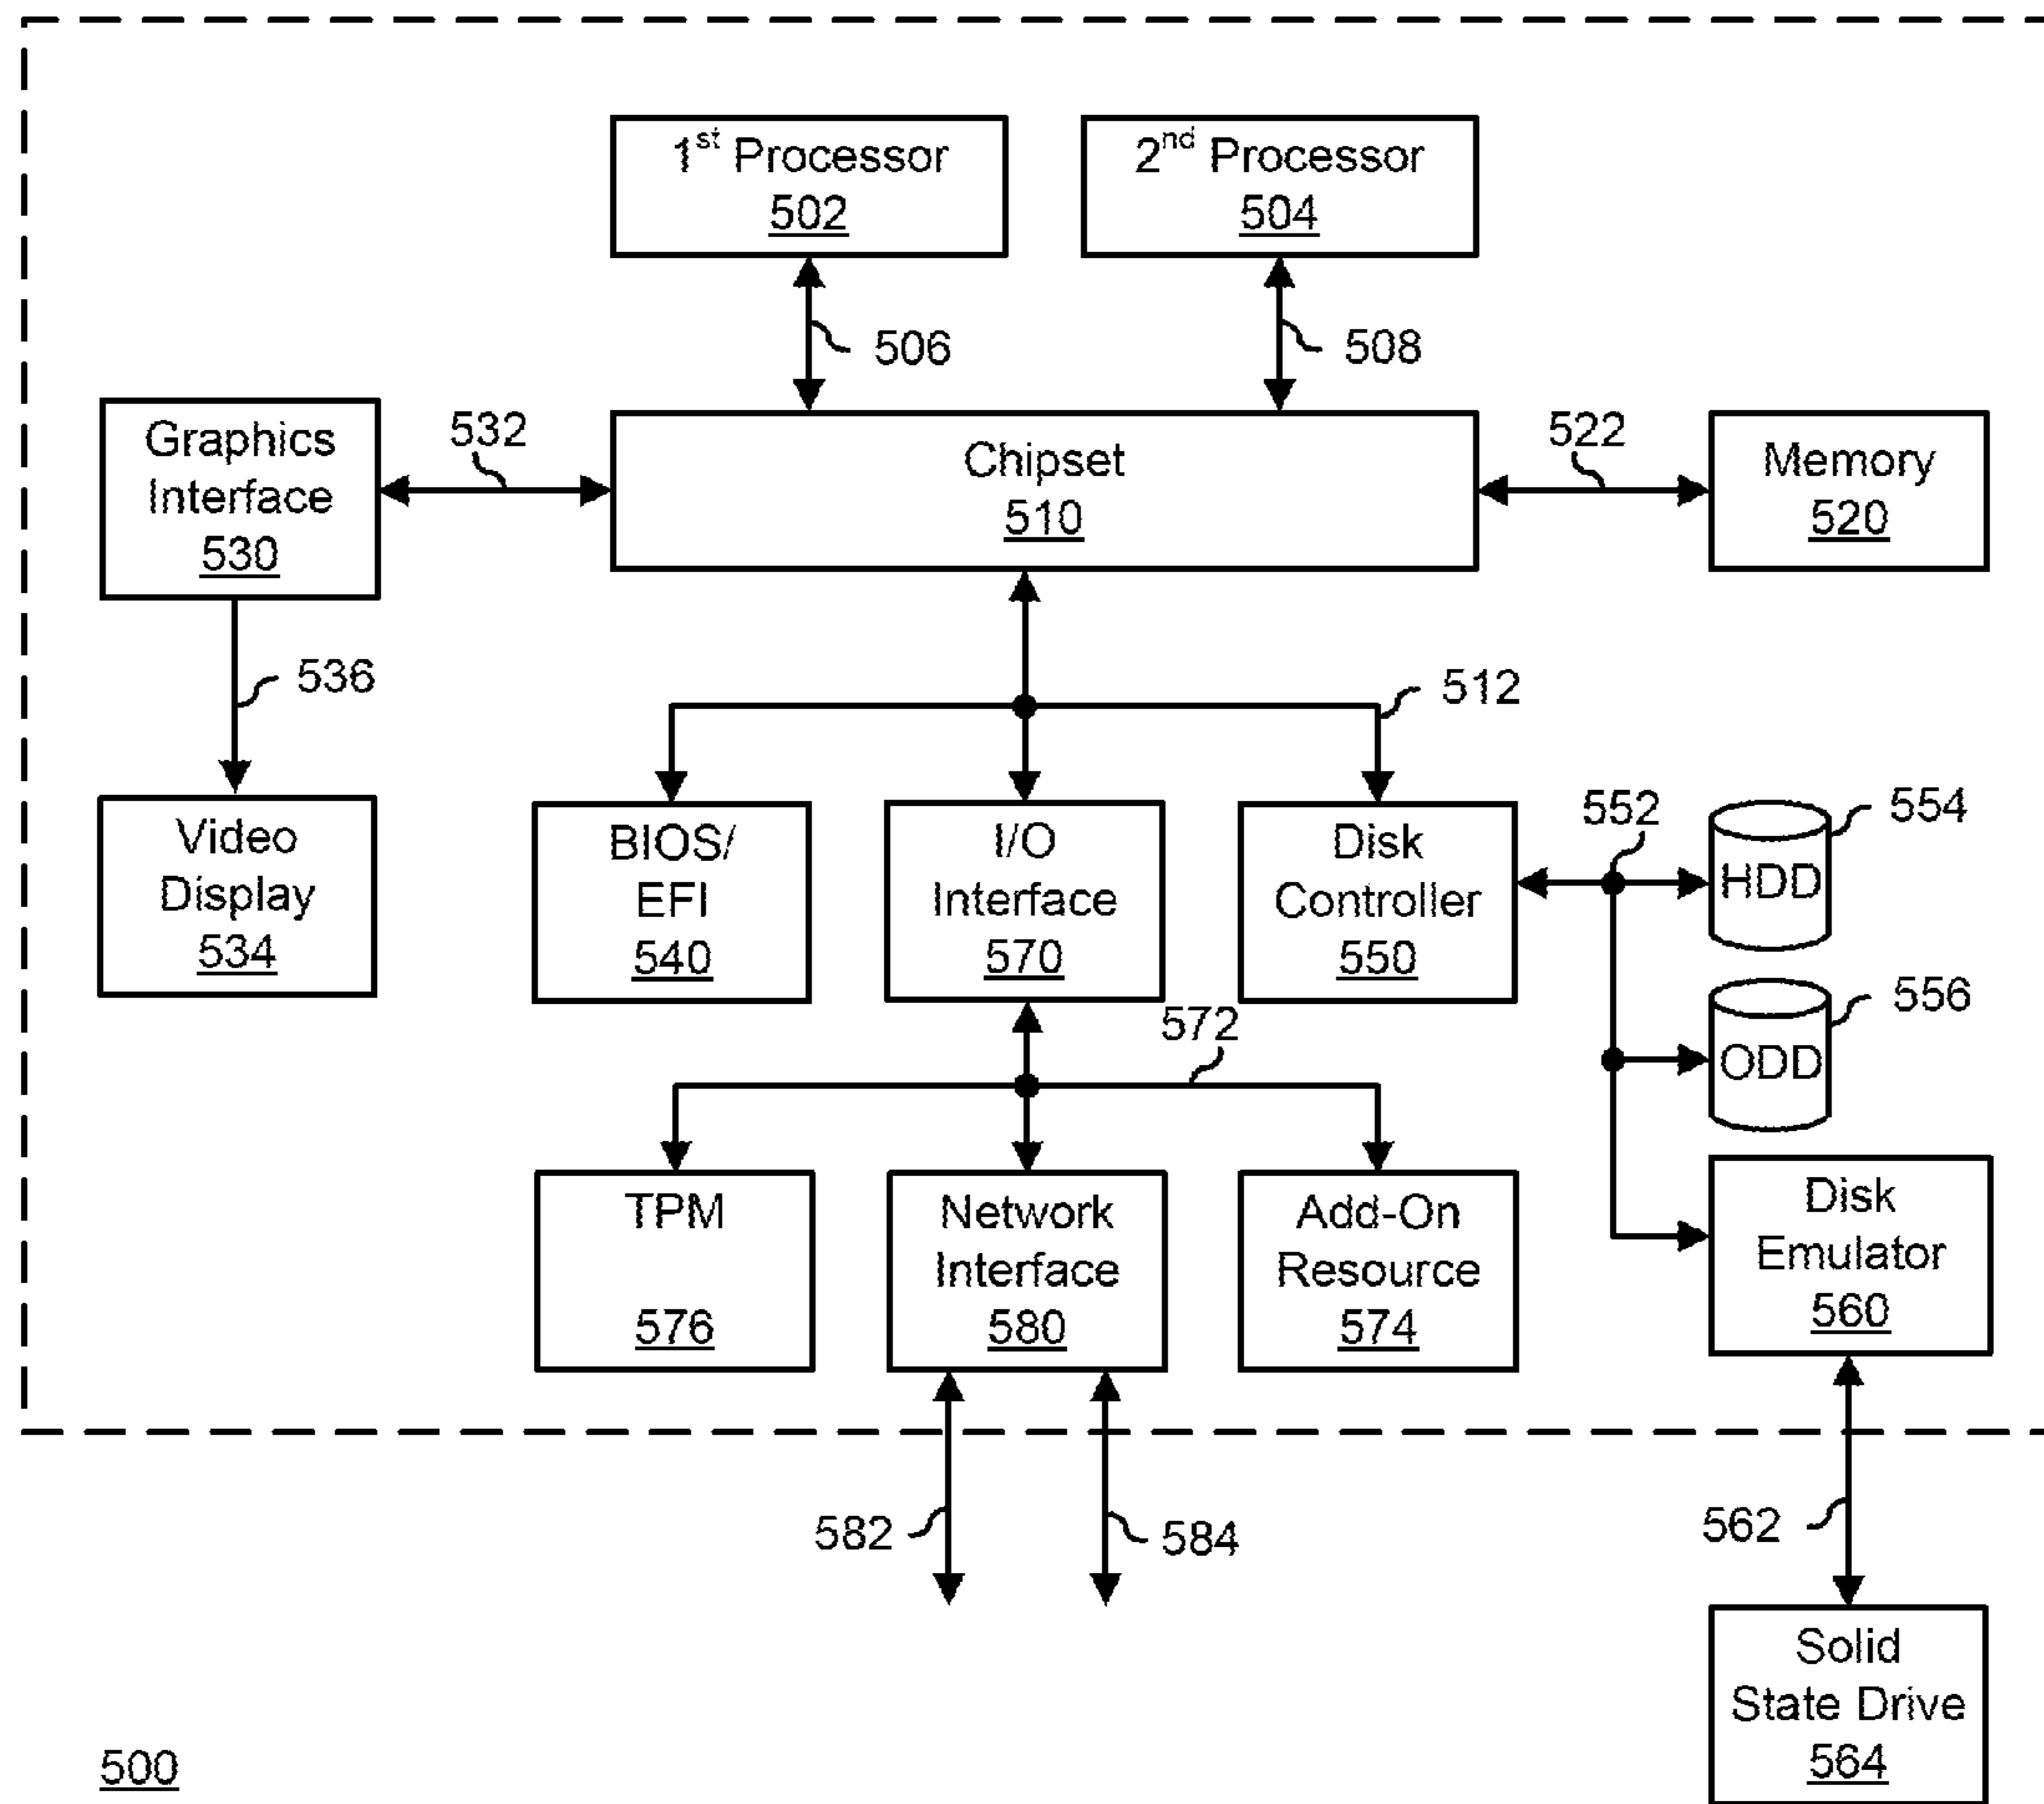 1st Processor
502
2nd Processor
504
506
508
Graphics
Interface
530
532
Chipset
510
522
Memory
520
536
512
Video
Display
534
BIOS/
EFI
540
I/O
Interface
570
Disk
Controller
550
552
HDD
554
ODD
556
572
TPM
576
Network
Interface
580
Add-On
Resource
574
Disk
Emulator
560
582
584
562
Solid
State Drive
564
500